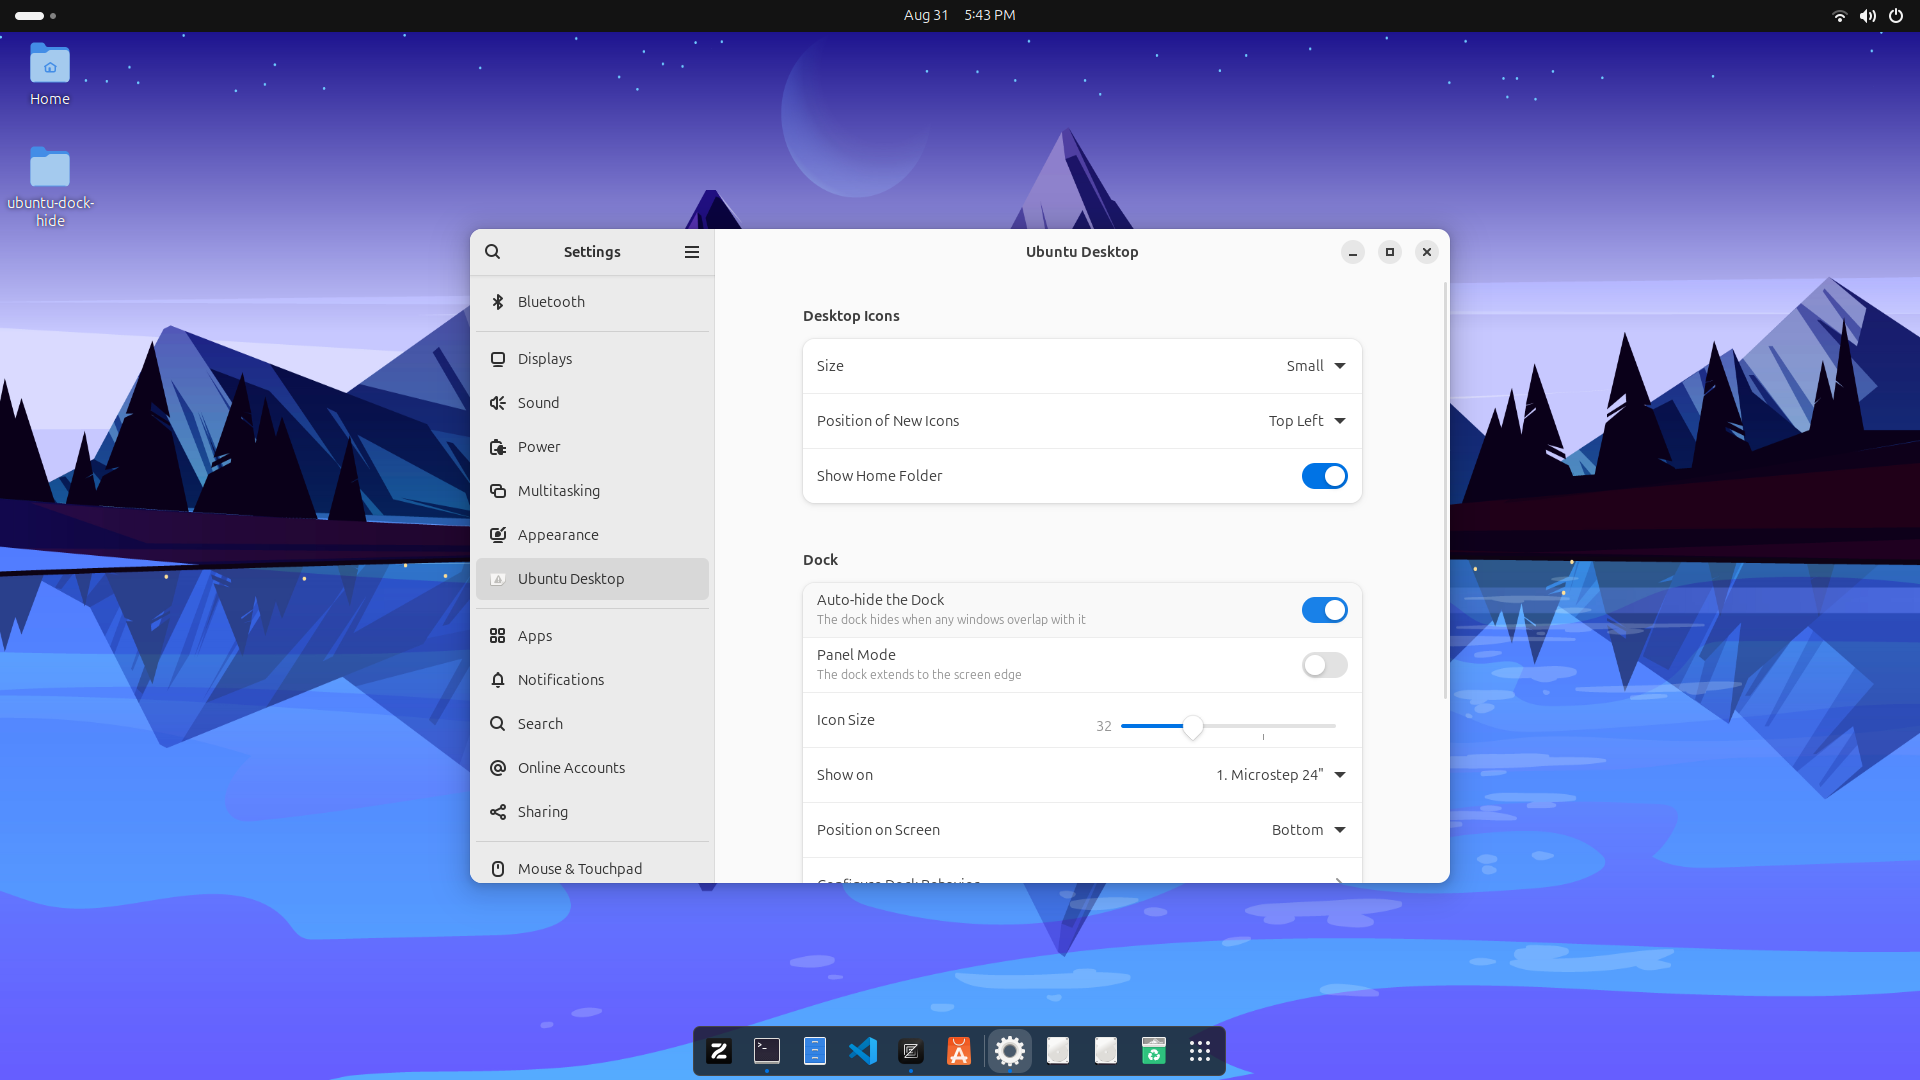 Aug 31 5:43 PM
Home
ubuntu-dock-
hide
Settings
Ubuntu Desktop
Bluetooth
Displays
Sound
Power
Multitasking
Appearance
Ubuntu Desktop
Apps
Notifications
Search
Online Accounts
Sharing
Mouse & Touchpad
Desktop Icons
Size Small
Position of New Icons Top Left
Show Home Folder
Dock
Auto-hide the Dock
The dock hides when any windows overlap with it
Panel Mode
The dock extends to the screen edge
Icon Size 32
Show on 1. Microstep 24"
Position on Screen Bottom
Configure Dock Behavior